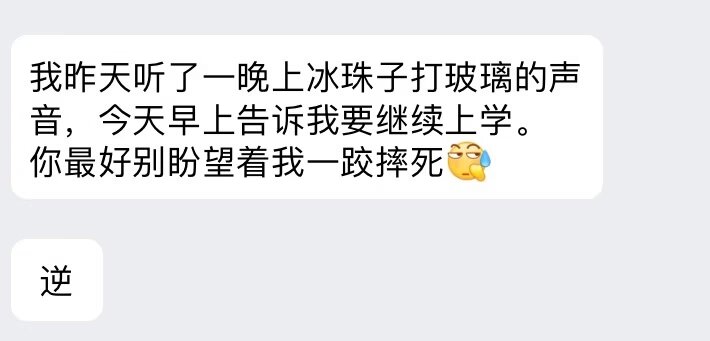 我昨天听了一晚上冰珠子打玻璃的声
音，今天早上告诉我要继续上学。
你最好别盼望着我一跤摔死
逆